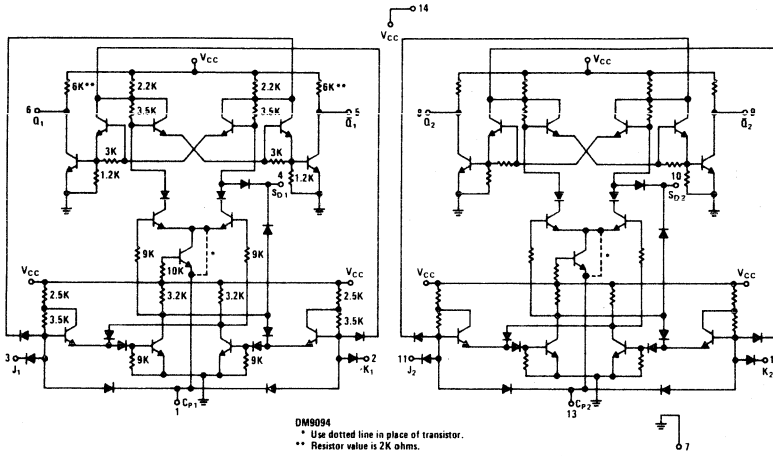 14
VCC
VCC
VCC
6K**
2.2K
2.2K
6K**
3.5K
3.5K
6
Q1
5
Q̄1
Q2
9
Q̄2
3K
3K
1.2K
1.2K
4
SD1
10
SD2
*
*
9K
9K
10K
VCC
VCC
VCC
VCC
2.5K
3.2K
3.2K
2.5K
3.5K
3.5K
9K
9K
3
J1
2
K1
11
J2
1
K2
CP1
1
CP2
13
DM9094
* Use dotted line in place of transistor.
** Resistor value is 2K ohms.
7